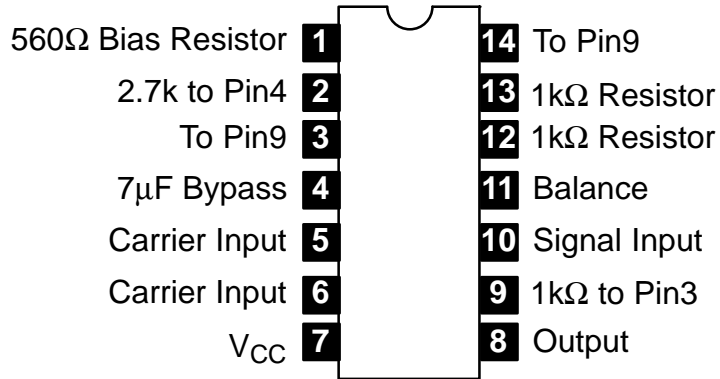 560Ω Bias Resistor 1 14 To Pin9
2.7k to Pin4 2 13 1kΩ Resistor
To Pin9 3 12 1kΩ Resistor
7μF Bypass 4 11 Balance
Carrier Input 5 10 Signal Input
Carrier Input 6 9 1kΩ to Pin3
VCC 7 8 Output